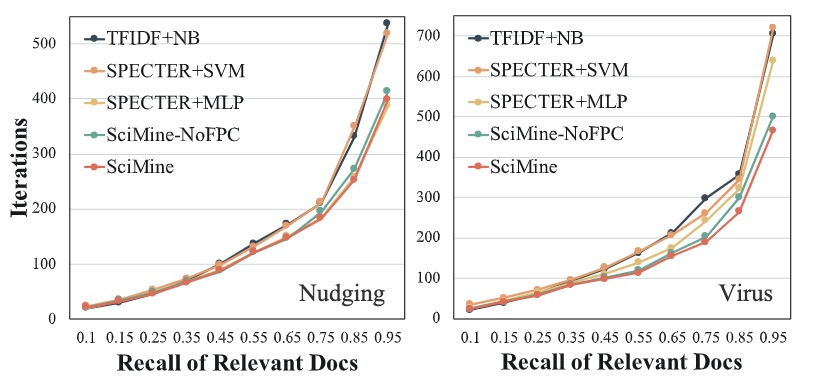 Iterations
500
400
300
200
100
0
TFIDF+NB
SPECTER+SVM
SPECTER+MLP
SciMine-NoFPC
SciMine
Nudging
0.1 0.15 0.25 0.35 0.45 0.55 0.65 0.75 0.85 0.95
Recall of Relevant Docs
700
600
500
400
300
200
100
0
TFIDF+NB
SPECTER+SVM
SPECTER+MLP
SciMine-NoFPC
SciMine
Virus
0.1 0.15 0.25 0.35 0.45 0.55 0.65 0.75 0.85 0.95
Recall of Relevant Docs